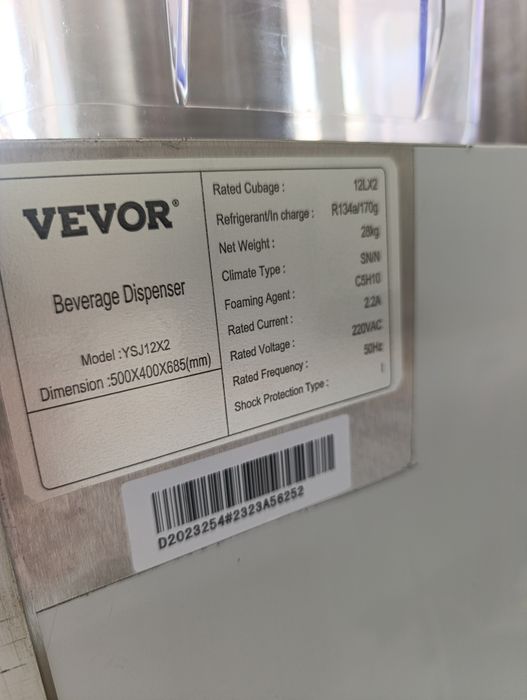 VEVOR®
Beverage Dispenser
Model :YSJ12X2
Dimension :500X400X685(mm)
Rated Cubage : 12LX2
Refrigerant/In charge : R134a/170g
Net Weight : 28kg
Climate Type : SN/N
Foaming Agent : C5H10
Rated Current : 2.2A
Rated Voltage : 220VAC
Rated Frequency : 50Hz
Shock Protection Type : I
D2023254#2323A56252